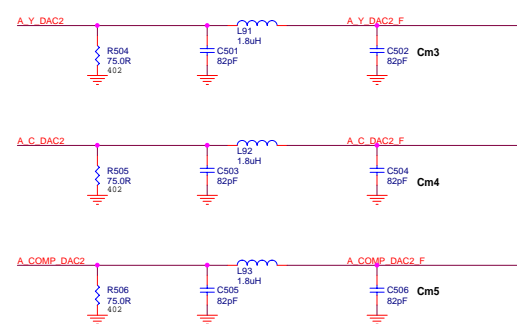 A_Y_DAC2
L91
1.8uH
A_Y_DAC2_F
R504
75.0R
402
C501
82pF
C502
82pF
Cm3
A_C_DAC2
L92
1.8uH
A_C_DAC2_F
R505
75.0R
402
C503
82pF
C504
82pF
Cm4
A_COMP_DAC2
L93
1.8uH
A_COMP_DAC2_F
R506
75.0R
402
C505
82pF
C506
82pF
Cm5